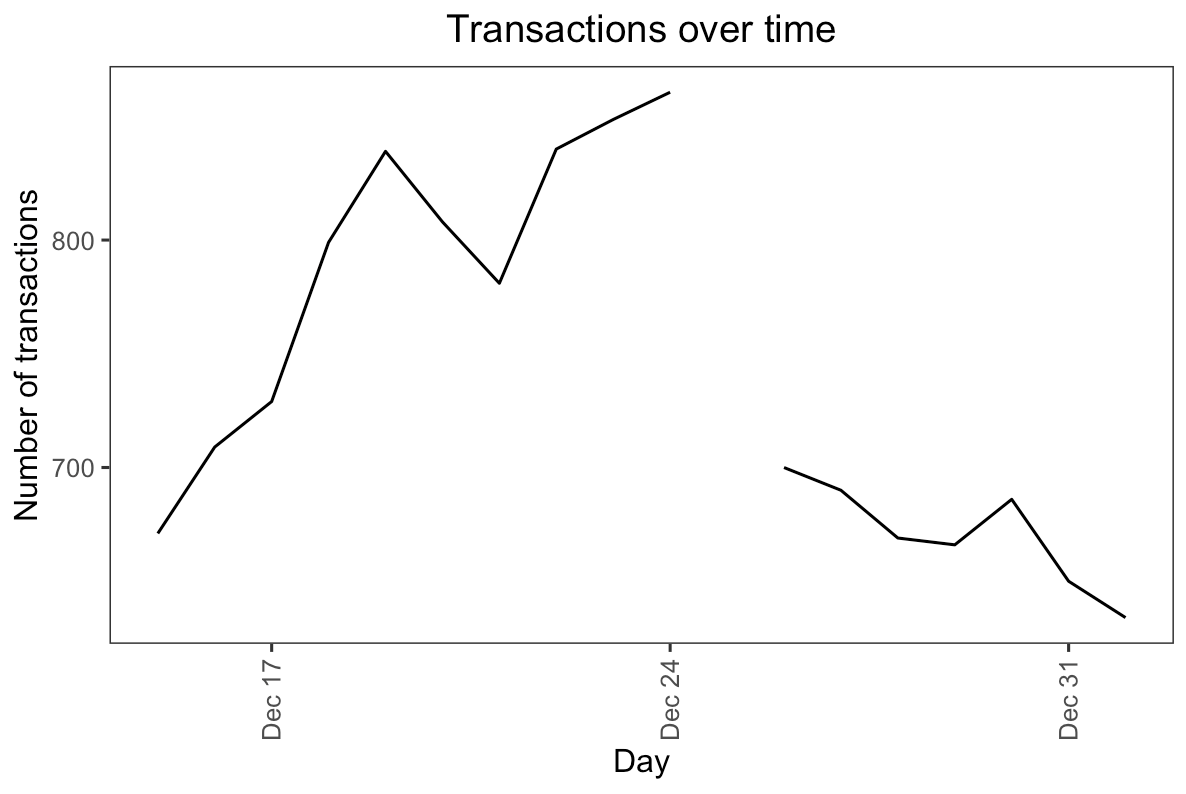 Transactions over time
Number of transactions
800
700
Dec 17
Dec 24
Dec 31
Day